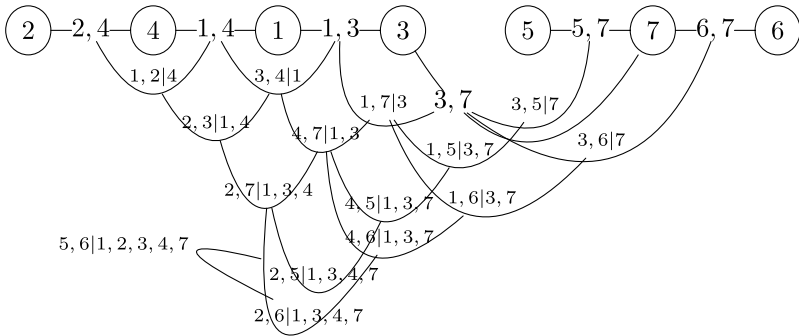 2 2, 4 4 1, 4 1 1, 3 3 5 5, 7 7 6, 7 6
1, 2|4 3, 4|1 1, 7|3 3, 7 3, 5|7
2, 3|1, 4 4, 7|1, 3 1, 5|3, 7 3, 6|7
2, 7|1, 3, 4 4, 5|1, 3, 7 1, 6|3, 7
5, 6|1, 2, 3, 4, 7 4, 6|1, 3, 7
2, 5|1, 3, 4, 7
2, 6|1, 3, 4, 7